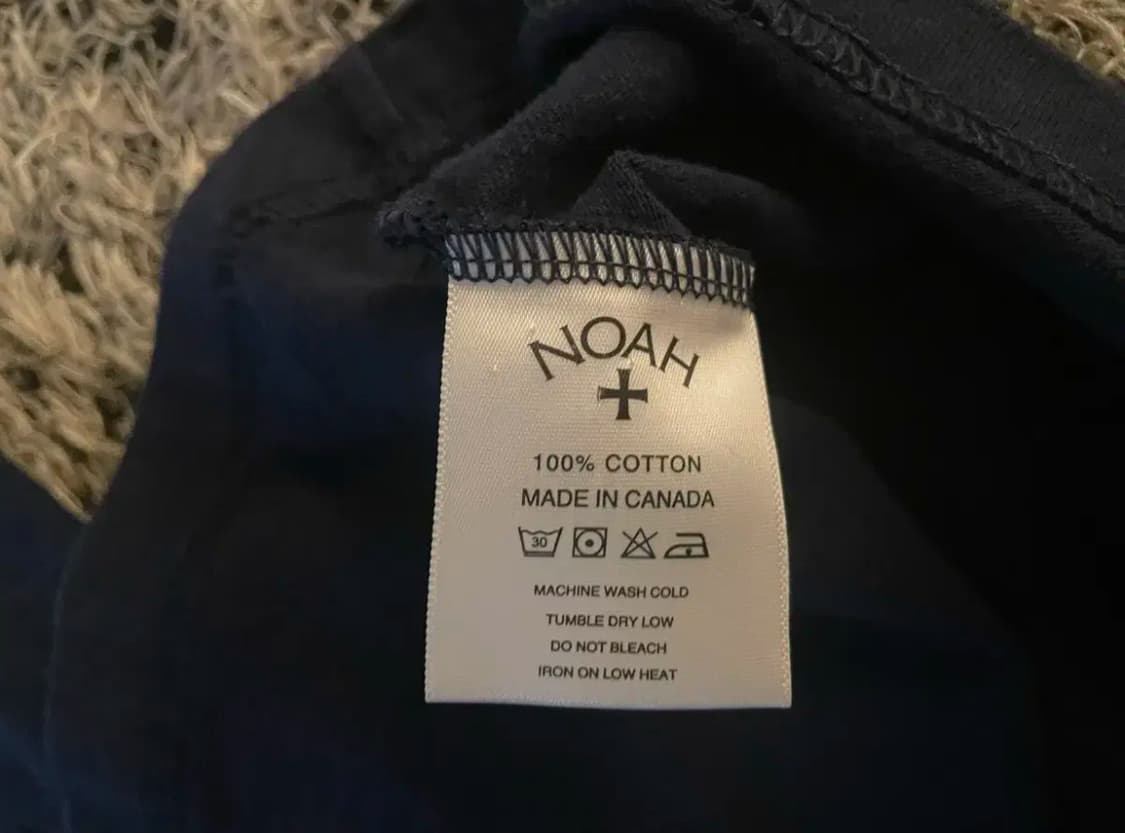 NOAH
100% COTTON
MADE IN CANADA
30
MACHINE WASH COLD
TUMBLE DRY LOW
DO NOT BLEACH
IRON ON LOW HEAT